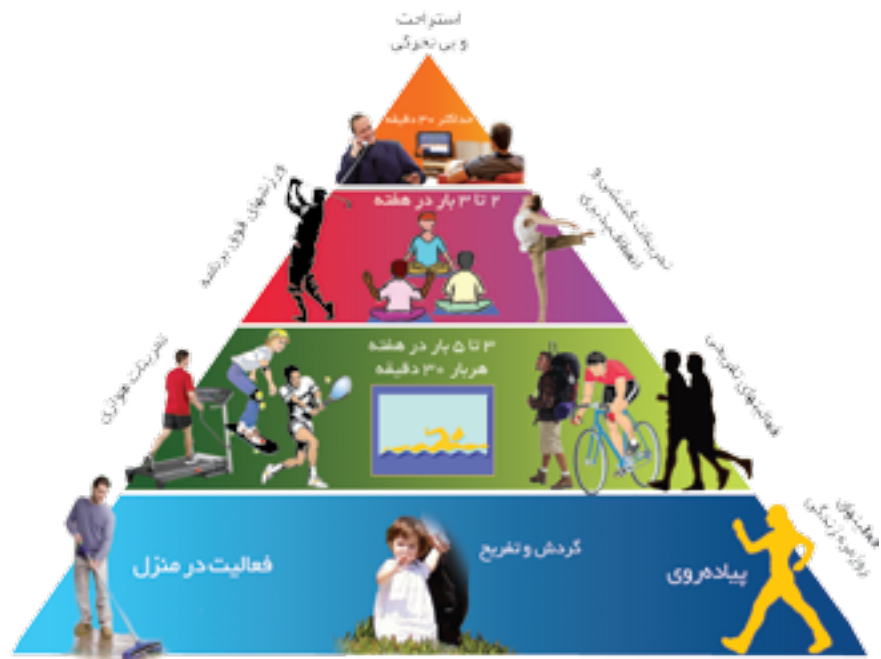 استراحت
و بی تحرکی
حداکثر ۳۰ دقیقه
ورزشهای فوق برنامه
۲ تا ۳ بار در هفته
تمرینات کششی و
انعطاف‌پذیری
تمرینات هوازی
۳ تا ۵ بار در هفته
هربار ۳۰ دقیقه
فعالیتهای تفریحی
فعالیتهای
روزمره زندگی
پیاده‌روی
گردش و تفریح
فعالیت در منزل